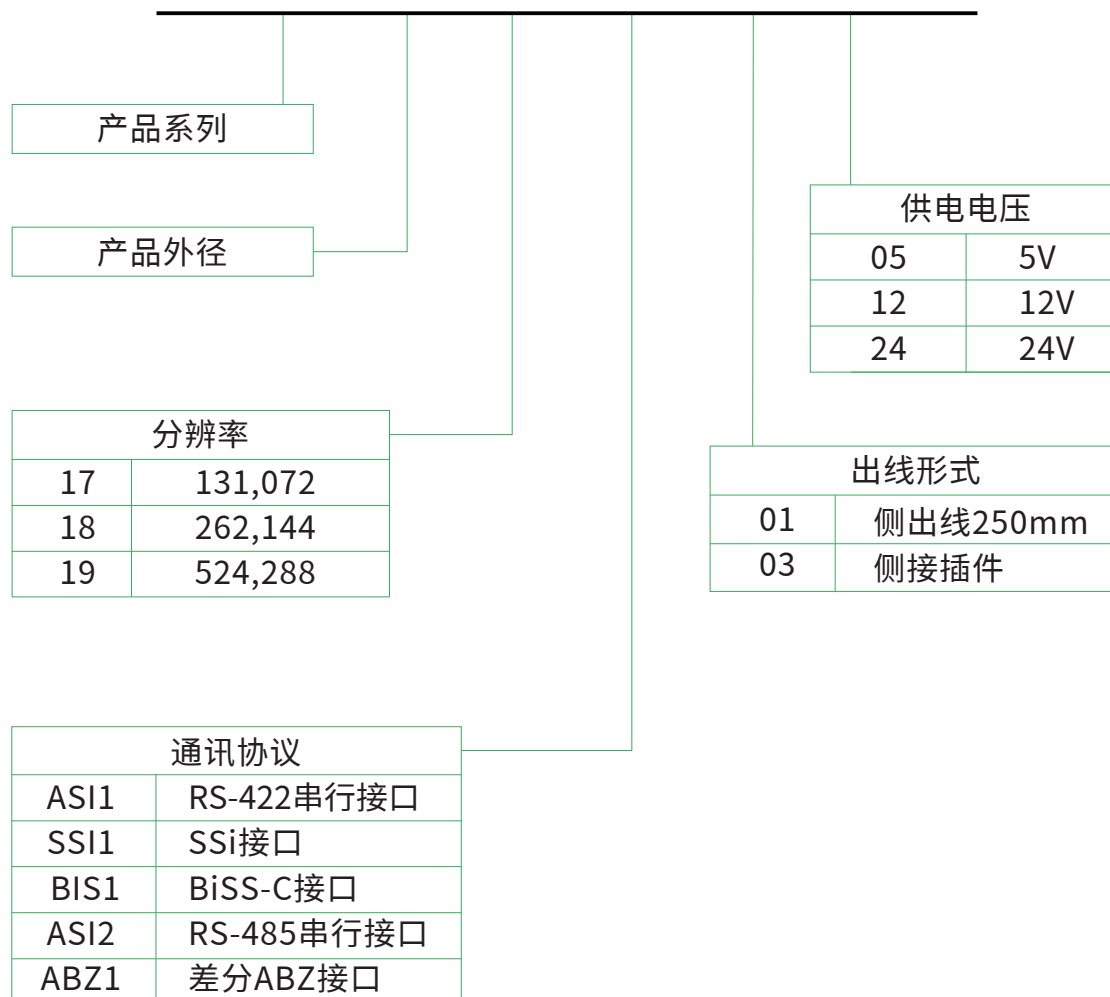 产品系列
产品外径
供电电压
05 5V
12 12V
24 24V
分辨率
17 131,072
18 262,144
19 524,288
出线形式
01 侧出线250mm
03 侧接插件
通讯协议
ASI1 RS-422串行接口
SSI1 SSi接口
BIS1 BiSS-C接口
ASI2 RS-485串行接口
ABZ1 差分ABZ接口